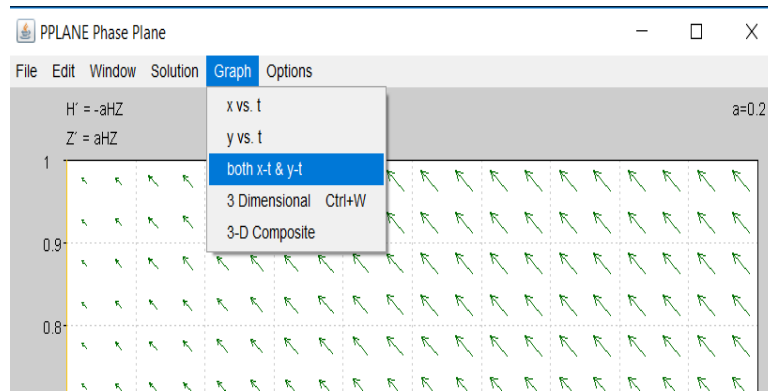 PPLANE Phase Plane
File Edit Window Solution Graph Options
H′ = -aHZ
Z′ = aHZ
a=0.2
x vs. t
y vs. t
both x-t & y-t
3 Dimensional Ctrl+W
3-D Composite
1
0.9
0.8